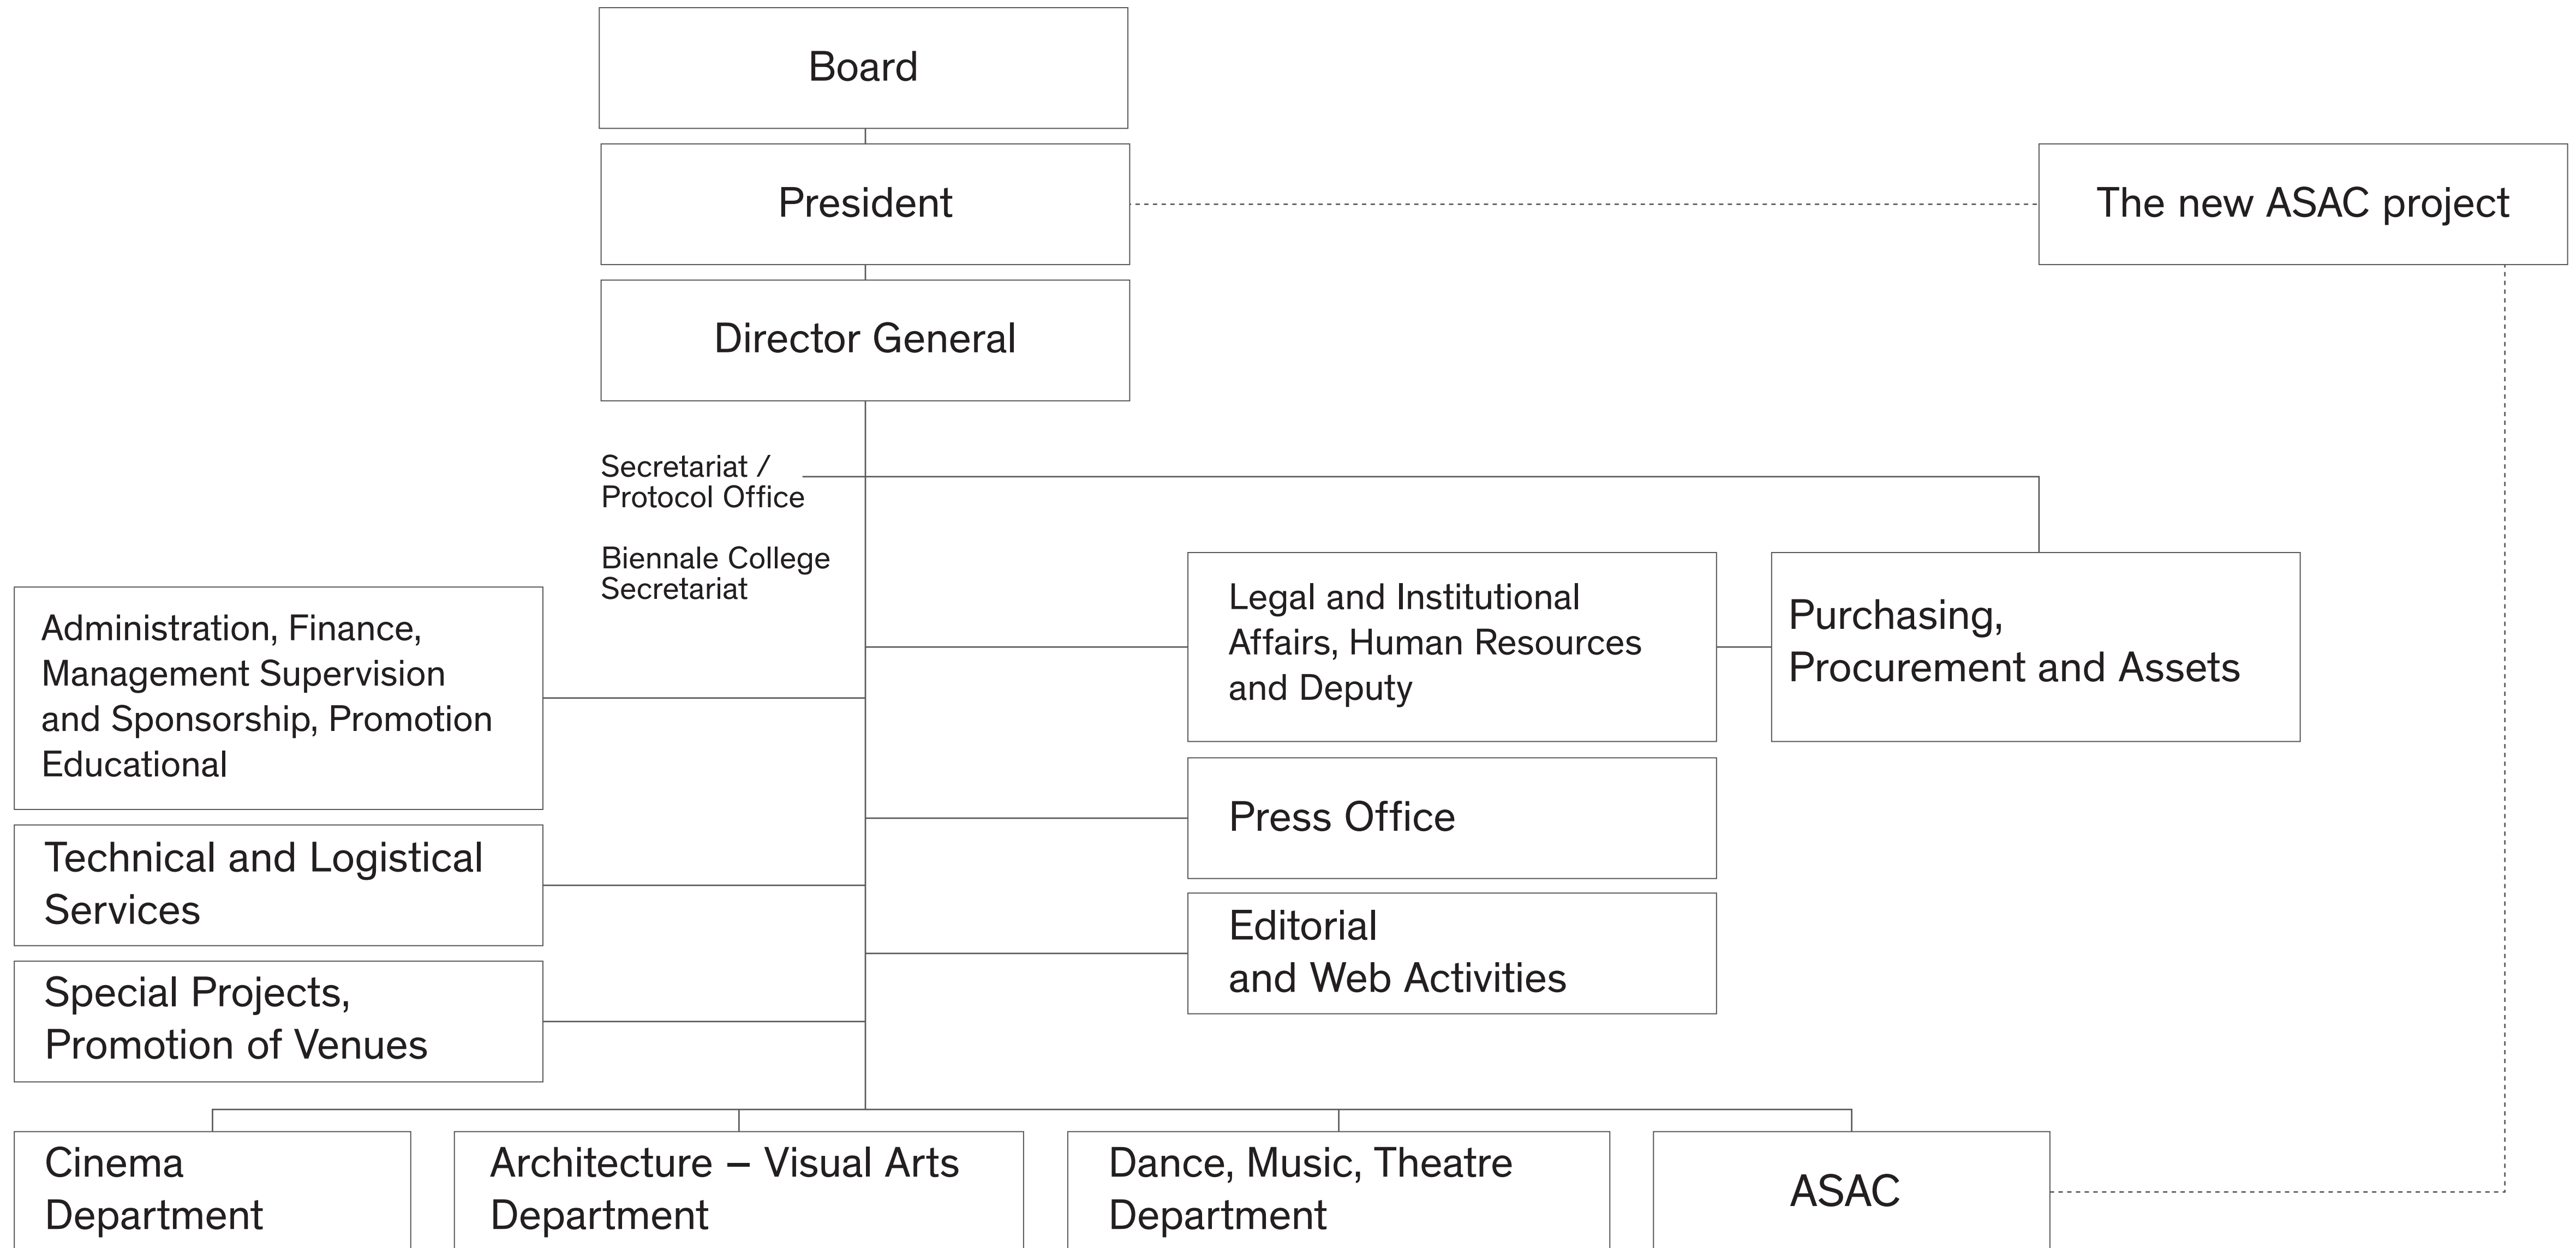 Board
President
The new ASAC project
Director General
Secretariat /
Protocol Office
Biennale College
Secretariat
Administration, Finance,
Management Supervision
and Sponsorship, Promotion
Educational
Legal and Institutional
Affairs, Human Resources
and Deputy
Purchasing,
Procurement and Assets
Technical and Logistical
Services
Press Office
Special Projects,
Promotion of Venues
Editorial
and Web Activities
Cinema
Department
Architecture – Visual Arts
Department
Dance, Music, Theatre
Department
ASAC